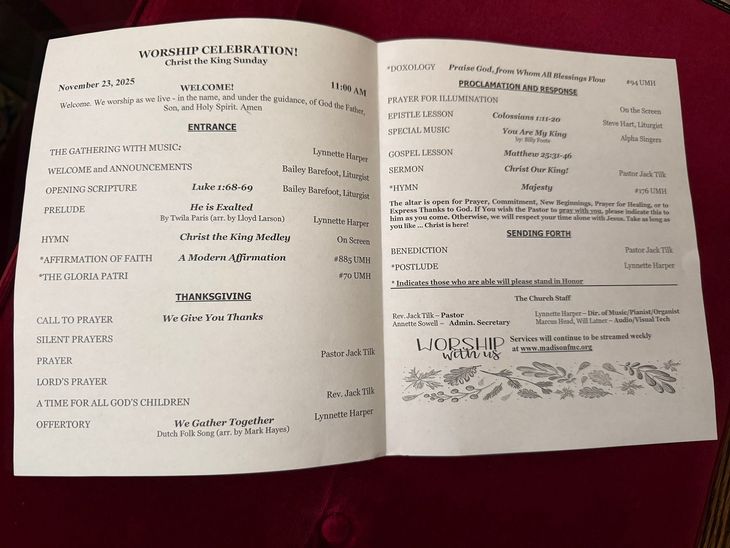 WORSHIP CELEBRATION!
Christ the King Sunday
November 23, 2025 WELCOME! 11:00 AM
Welcome. We worship as we live - in the name, and under the guidance, of God the Father,
Son, and Holy Spirit. Amen
ENTRANCE
THE GATHERING WITH MUSIC: Lynnette Harper
WELCOME and ANNOUNCEMENTS Bailey Barefoot, Liturgist
OPENING SCRIPTURE Luke 1:68-69 Bailey Barefoot, Liturgist
PRELUDE He is Exalted
By Twila Paris (arr. by Lloyd Larson) Lynnette Harper
HYMN Christ the King Medley On Screen
*AFFIRMATION OF FAITH A Modern Affirmation #885 UMH
*THE GLORIA PATRI #70 UMH
THANKSGIVING
CALL TO PRAYER We Give You Thanks
SILENT PRAYERS
PRAYER Pastor Jack Tilk
LORD'S PRAYER
A TIME FOR ALL GOD'S CHILDREN Rev. Jack Tilk
OFFERTORY We Gather Together Lynnette Harper
Dutch Folk Song (arr. by Mark Hayes)
*DOXOLOGY Praise God, from Whom All Blessings Flow #94 UMH
PROCLAMATION AND RESPONSE
PRAYER FOR ILLUMINATION On the Screen
EPISTLE LESSON Colossians 1:11-20 Steve Hart, Liturgist
SPECIAL MUSIC You Are My King Alpha Singers
by: Billy Foote
GOSPEL LESSON Matthew 25:31-46
SERMON Christ Our King! Pastor Jack Tilk
*HYMN Majesty #176 UMH
The altar is open for Prayer, Commitment, New Beginnings, Prayer for Healing, or to
Express Thanks to God. If You wish the Pastor to pray with you, please indicate this to
him as you come. Otherwise, we will respect your time alone with Jesus. Take as long as
you like ... Christ is here!
SENDING FORTH
BENEDICTION Pastor Jack Tilk
*POSTLUDE Lynnette Harper
* Indicates those who are able will please stand in Honor
The Church Staff
Rev. Jack Tilk – Pastor Lynnette Harper – Dir. of Music/Pianist/Organist
Annette Sowell – Admin. Secretary Marcus Head, Will Latner – Audio/Visual Tech
WORSHIP Services will continue to be streamed weekly
with us at www.madisonfmc.org